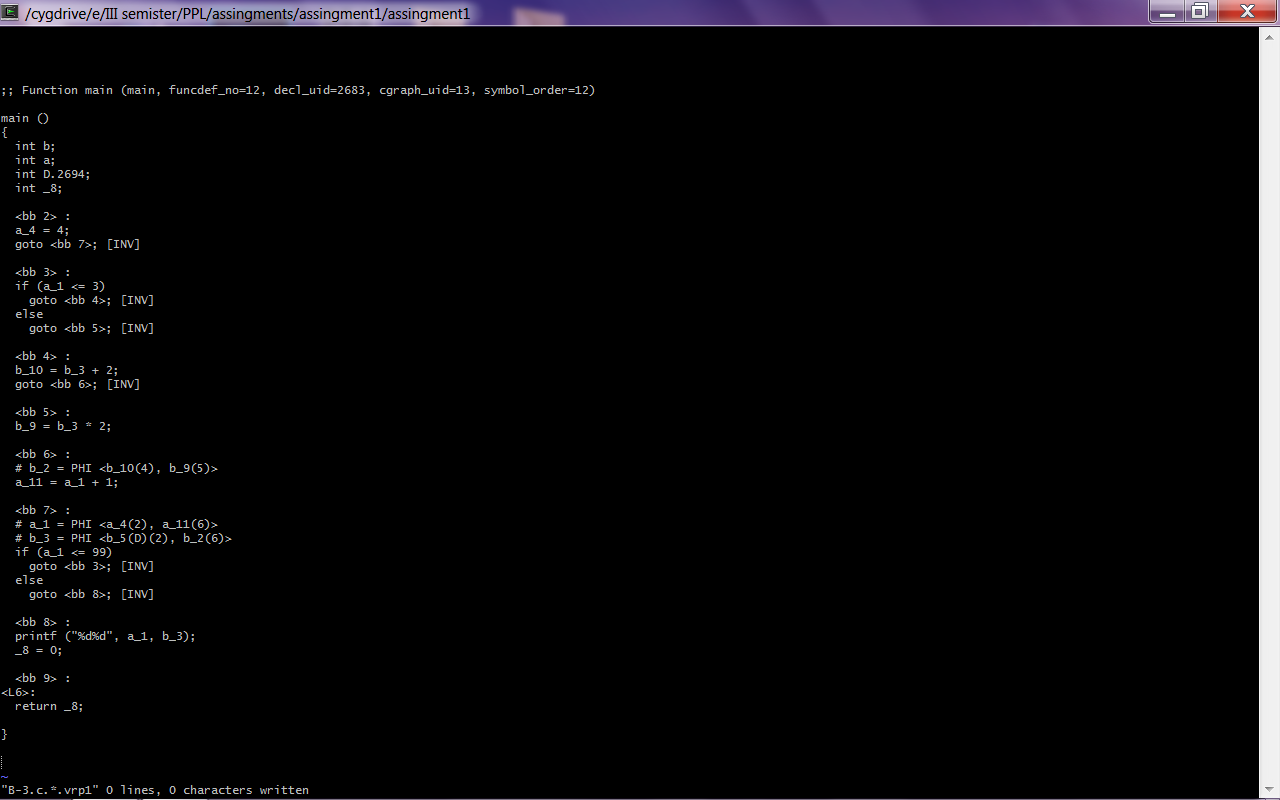 /cygdrive/e/III semister/PPL/assingments/assingment1/assingment1
;; Function main (main, funcdef_no=12, decl_uid=2683, cgraph_uid=13, symbol_order=12)
main ()
{
int b;
int a;
int D.2694;
int _8;
<bb 2> :
a_4 = 4;
goto <bb 7>; [INV]
<bb 3> :
if (a_1 <= 3)
goto <bb 4>; [INV]
else
goto <bb 5>; [INV]
<bb 4> :
b_10 = b_3 + 2;
goto <bb 6>; [INV]
<bb 5> :
b_9 = b_3 * 2;
<bb 6> :
# b_2 = PHI <b_10(4), b_9(5)>
a_11 = a_1 + 1;
<bb 7> :
# a_1 = PHI <a_4(2), a_11(6)>
# b_3 = PHI <b_5(D)(2), b_2(6)>
if (a_1 <= 99)
goto <bb 3>; [INV]
else
goto <bb 8>; [INV]
<bb 8> :
printf ("%d%d", a_1, b_3);
_8 = 0;
<bb 9> :
<L6>:
return _8;
}
~
"B-3.c.*.vrp1" 0 lines, 0 characters written